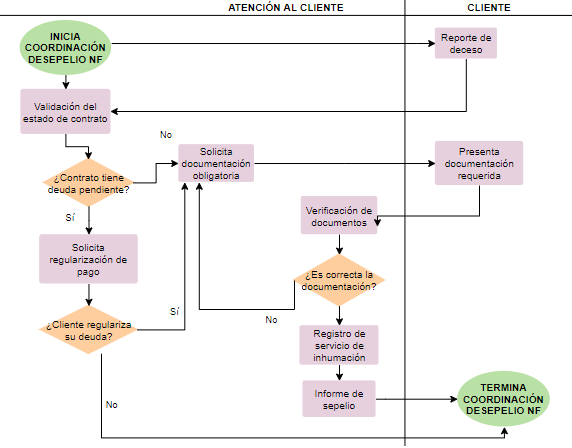 ATENCIÓN AL CLIENTE
CLIENTE
INICIA
COORDINACIÓN
DESEPELIO NF
Reporte de
deceso
Validación del
estado de contrato
No
Solicita
documentación
obligatoria
Presenta
documentación
requerida
¿Contrato tiene
deuda pendiente?
Sí
Verificación de
documentos
Solicita
regularización de
pago
¿Es correcta la
documentación?
Sí
No
¿Cliente regulariza
su deuda?
Registro de
servicio de
inhumación
Informe de
sepelio
TERMINA
COORDINACIÓN
DESEPELIO NF
No